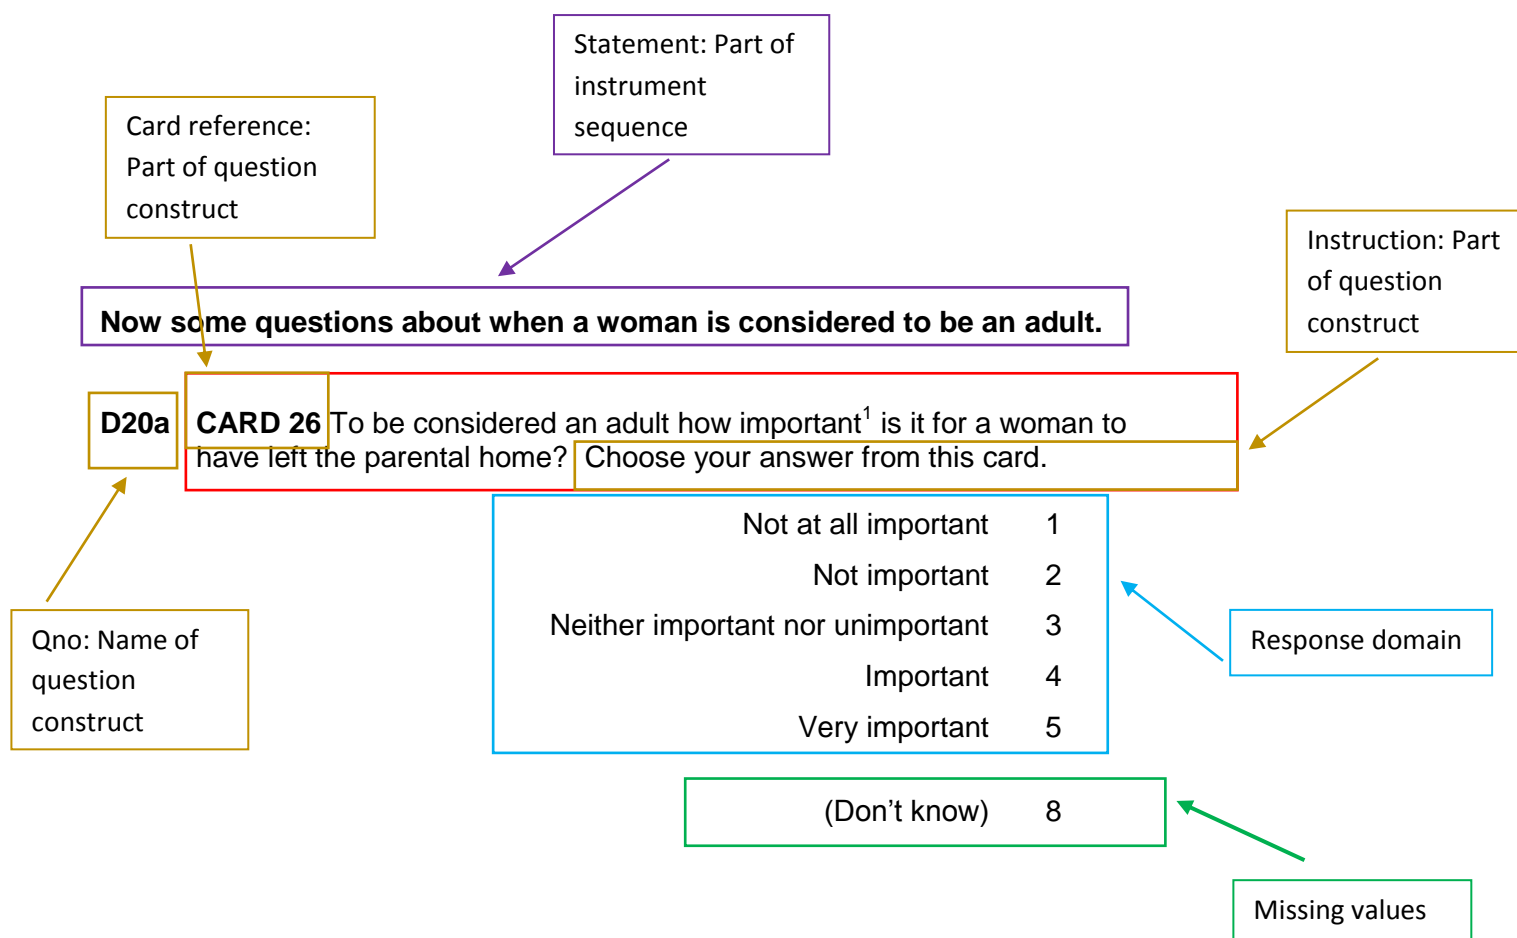 Statement: Part of
instrument
sequence
Card reference:
Part of question
construct
Instruction: Part
of question
construct
Now some questions about when a woman is considered to be an adult.
D20a CARD 26 To be considered an adult how important¹ is it for a woman to
have left the parental home? Choose your answer from this card.
Not at all important 1
Not important 2
Neither important nor unimportant 3
Important 4
Very important 5
(Don’t know) 8
Qno: Name of
question
construct
Response domain
Missing values